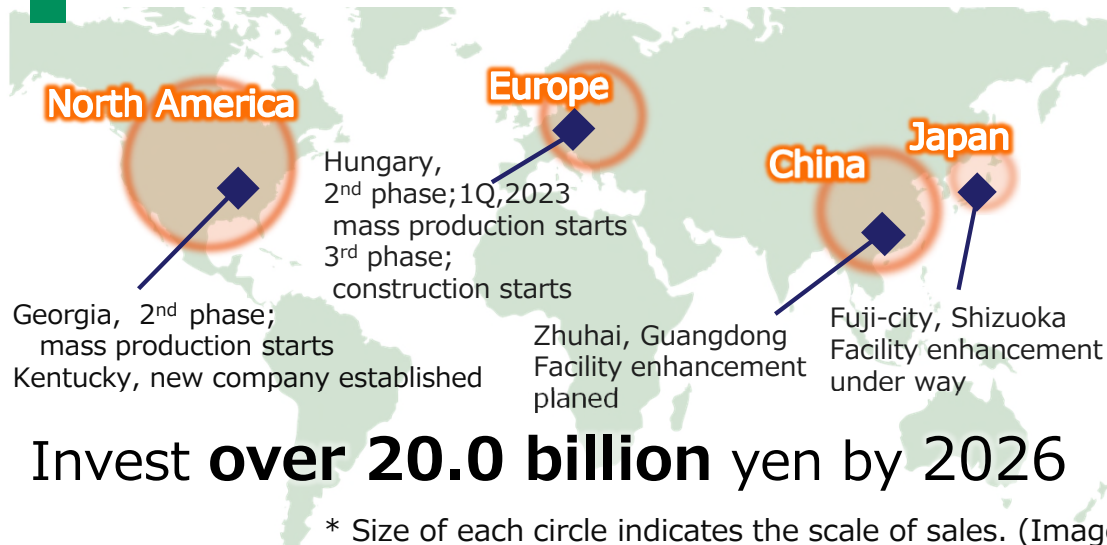 North America
Europe
China
Japan
Hungary,
2nd phase;1Q,2023
mass production starts
3rd phase;
construction starts
Georgia, 2nd phase;
mass production starts
Kentucky, new company established
Zhuhai, Guangdong
Facility enhancement
planed
Fuji-city, Shizuoka
Facility enhancement
under way
Invest over 20.0 billion yen by 2026
* Size of each circle indicates the scale of sales. (Imag